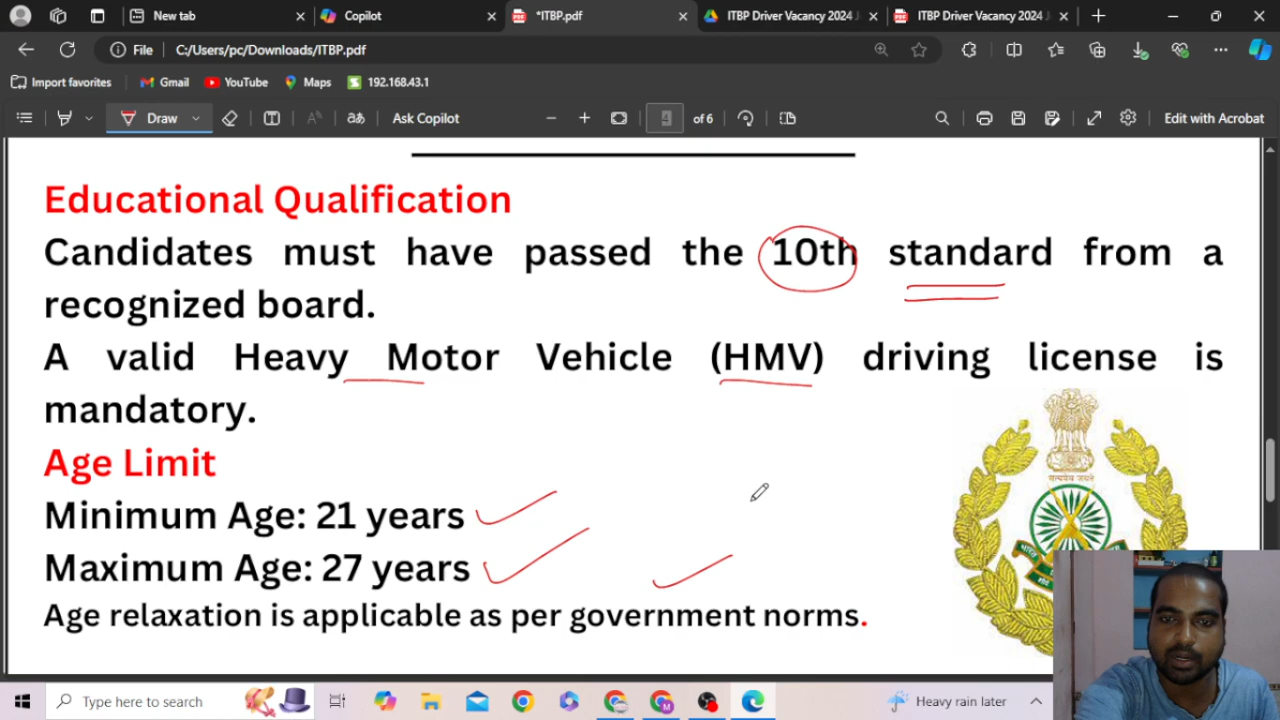 New tab
Copilot
*ITBP.pdf
ITBP Driver Vacancy 2024
ITBP Driver Vacancy 2024
File
C:/Users/pc/Downloads/ITBP.pdf
Import favorites
Gmail
YouTube
Maps
192.168.43.1
Draw
Ask Copilot
4
of 6
Edit with Acrobat
Educational Qualification
Candidates must have passed the 10th standard from a
recognized board.
A valid Heavy Motor Vehicle (HMV) driving license is
mandatory.
Age Limit
Minimum Age: 21 years
Maximum Age: 27 years
Age relaxation is applicable as per government norms.
सत्यमेव जयते
Type here to search
Heavy rain later